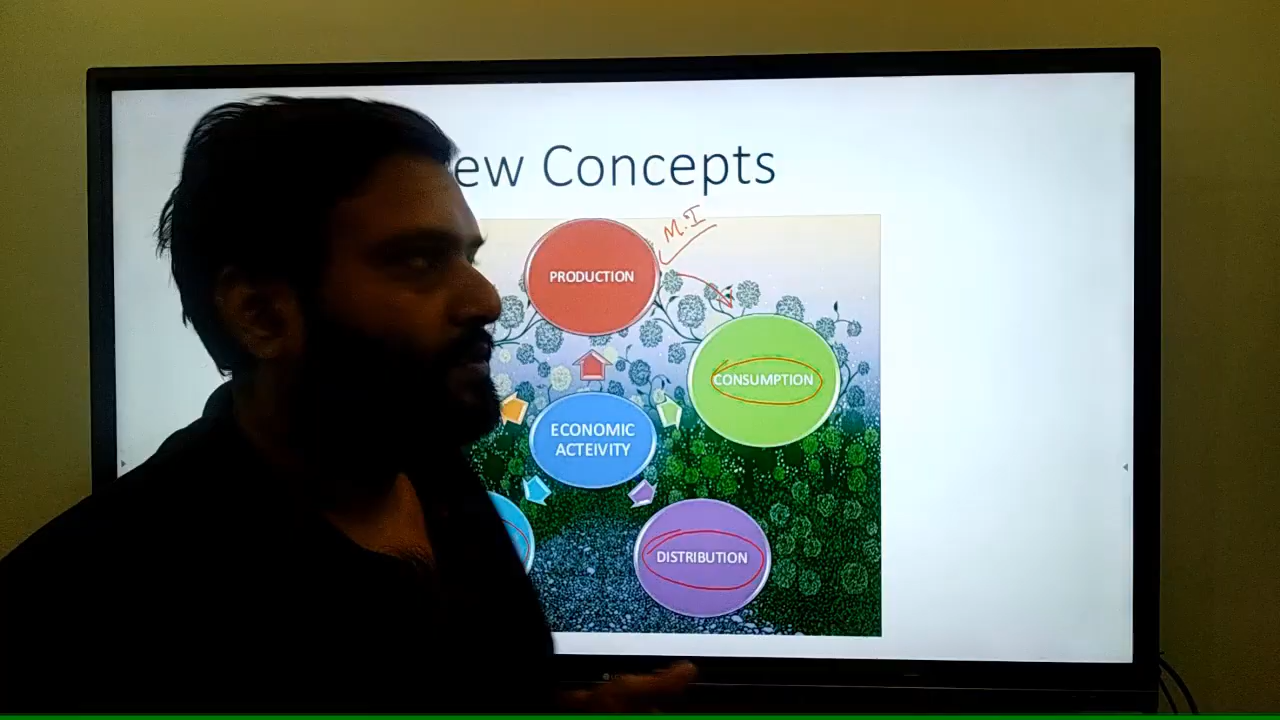 ew Concepts
M.I
PRODUCTION
CONSUMPTION
ECONOMIC
ACTEIVITY
DISTRIBUTION